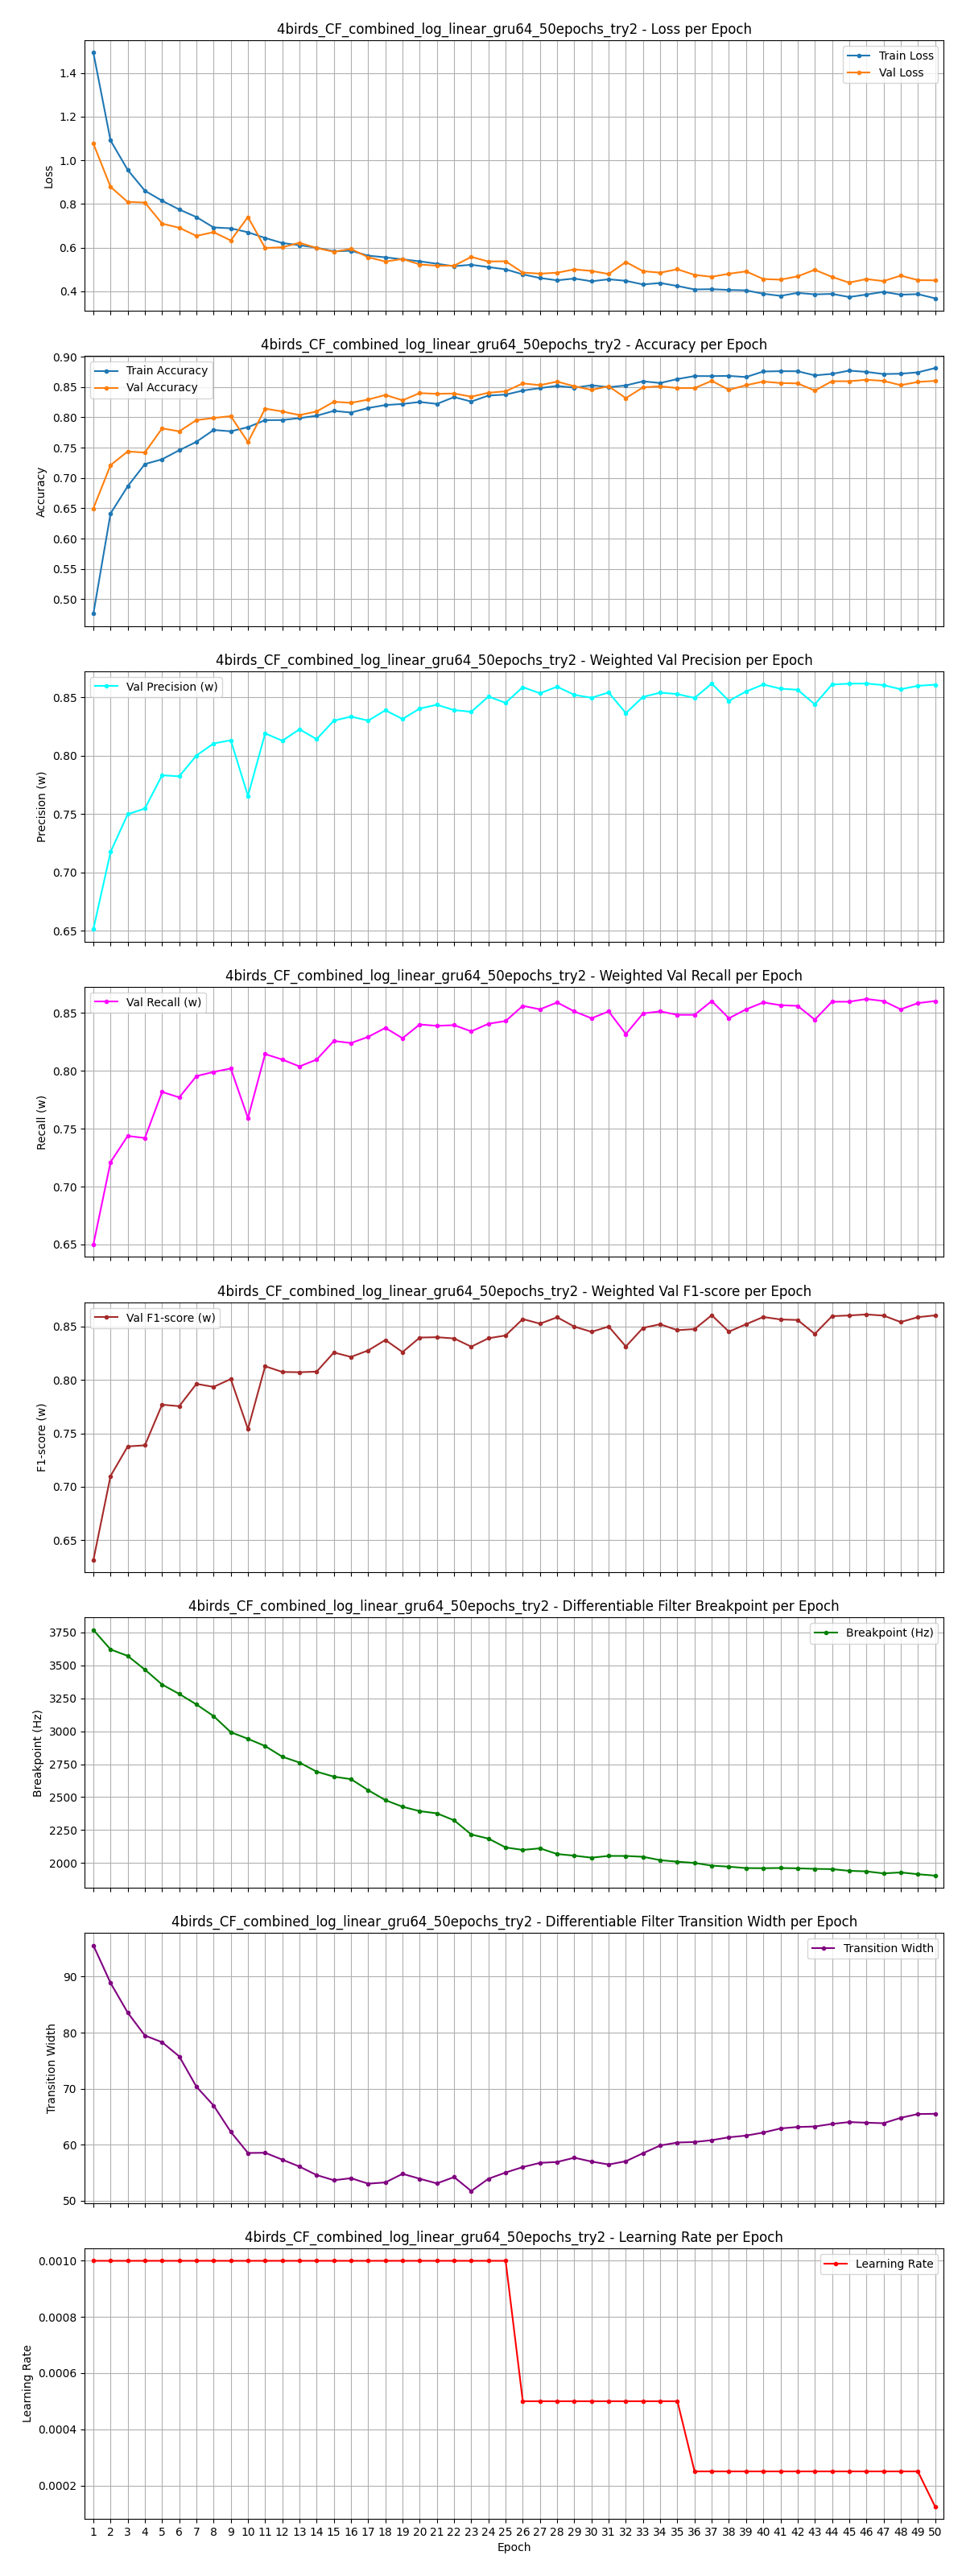 4birds_CF_combined_log_linear_gru64_50epochs_try2 - Loss per Epoch
Train Loss
Val Loss
1.4
1.2
1.0
0.8
0.6
0.4
Loss
4birds_CF_combined_log_linear_gru64_50epochs_try2 - Accuracy per Epoch
Train Accuracy
Val Accuracy
0.90
0.85
0.80
0.75
0.70
0.65
0.60
0.55
0.50
Accuracy
4birds_CF_combined_log_linear_gru64_50epochs_try2 - Weighted Val Precision per Epoch
Val Precision (w)
0.85
0.80
0.75
0.70
0.65
Precision (w)
4birds_CF_combined_log_linear_gru64_50epochs_try2 - Weighted Val Recall per Epoch
Val Recall (w)
0.85
0.80
0.75
0.70
0.65
Recall (w)
4birds_CF_combined_log_linear_gru64_50epochs_try2 - Weighted Val F1-score per Epoch
Val F1-score (w)
0.85
0.80
0.75
0.70
0.65
F1-score (w)
4birds_CF_combined_log_linear_gru64_50epochs_try2 - Differentiable Filter Breakpoint per Epoch
Breakpoint (Hz)
3750
3500
3250
3000
2750
2500
2250
2000
Breakpoint (Hz)
4birds_CF_combined_log_linear_gru64_50epochs_try2 - Differentiable Filter Transition Width per Epoch
Transition Width
90
80
70
60
50
Transition Width
4birds_CF_combined_log_linear_gru64_50epochs_try2 - Learning Rate per Epoch
Learning Rate
0.0010
0.0008
0.0006
0.0004
0.0002
Learning Rate
1 2 3 4 5 6 7 8 9 10 11 12 13 14 15 16 17 18 19 20 21 22 23 24 25 26 27 28 29 30 31 32 33 34 35 36 37 38 39 40 41 42 43 44 45 46 47 48 49 50
Epoch